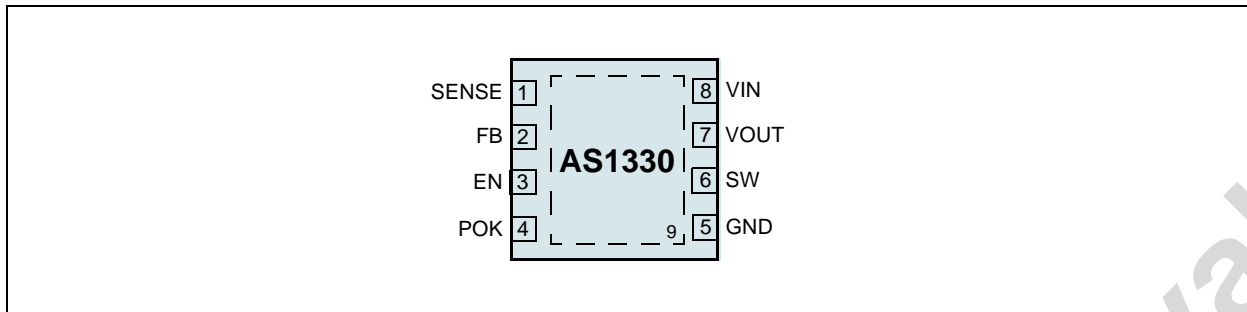 SENSE 1 8 VIN
FB 2 7 VOUT
AS1330
EN 3 6 SW
POK 4 9 5 GND